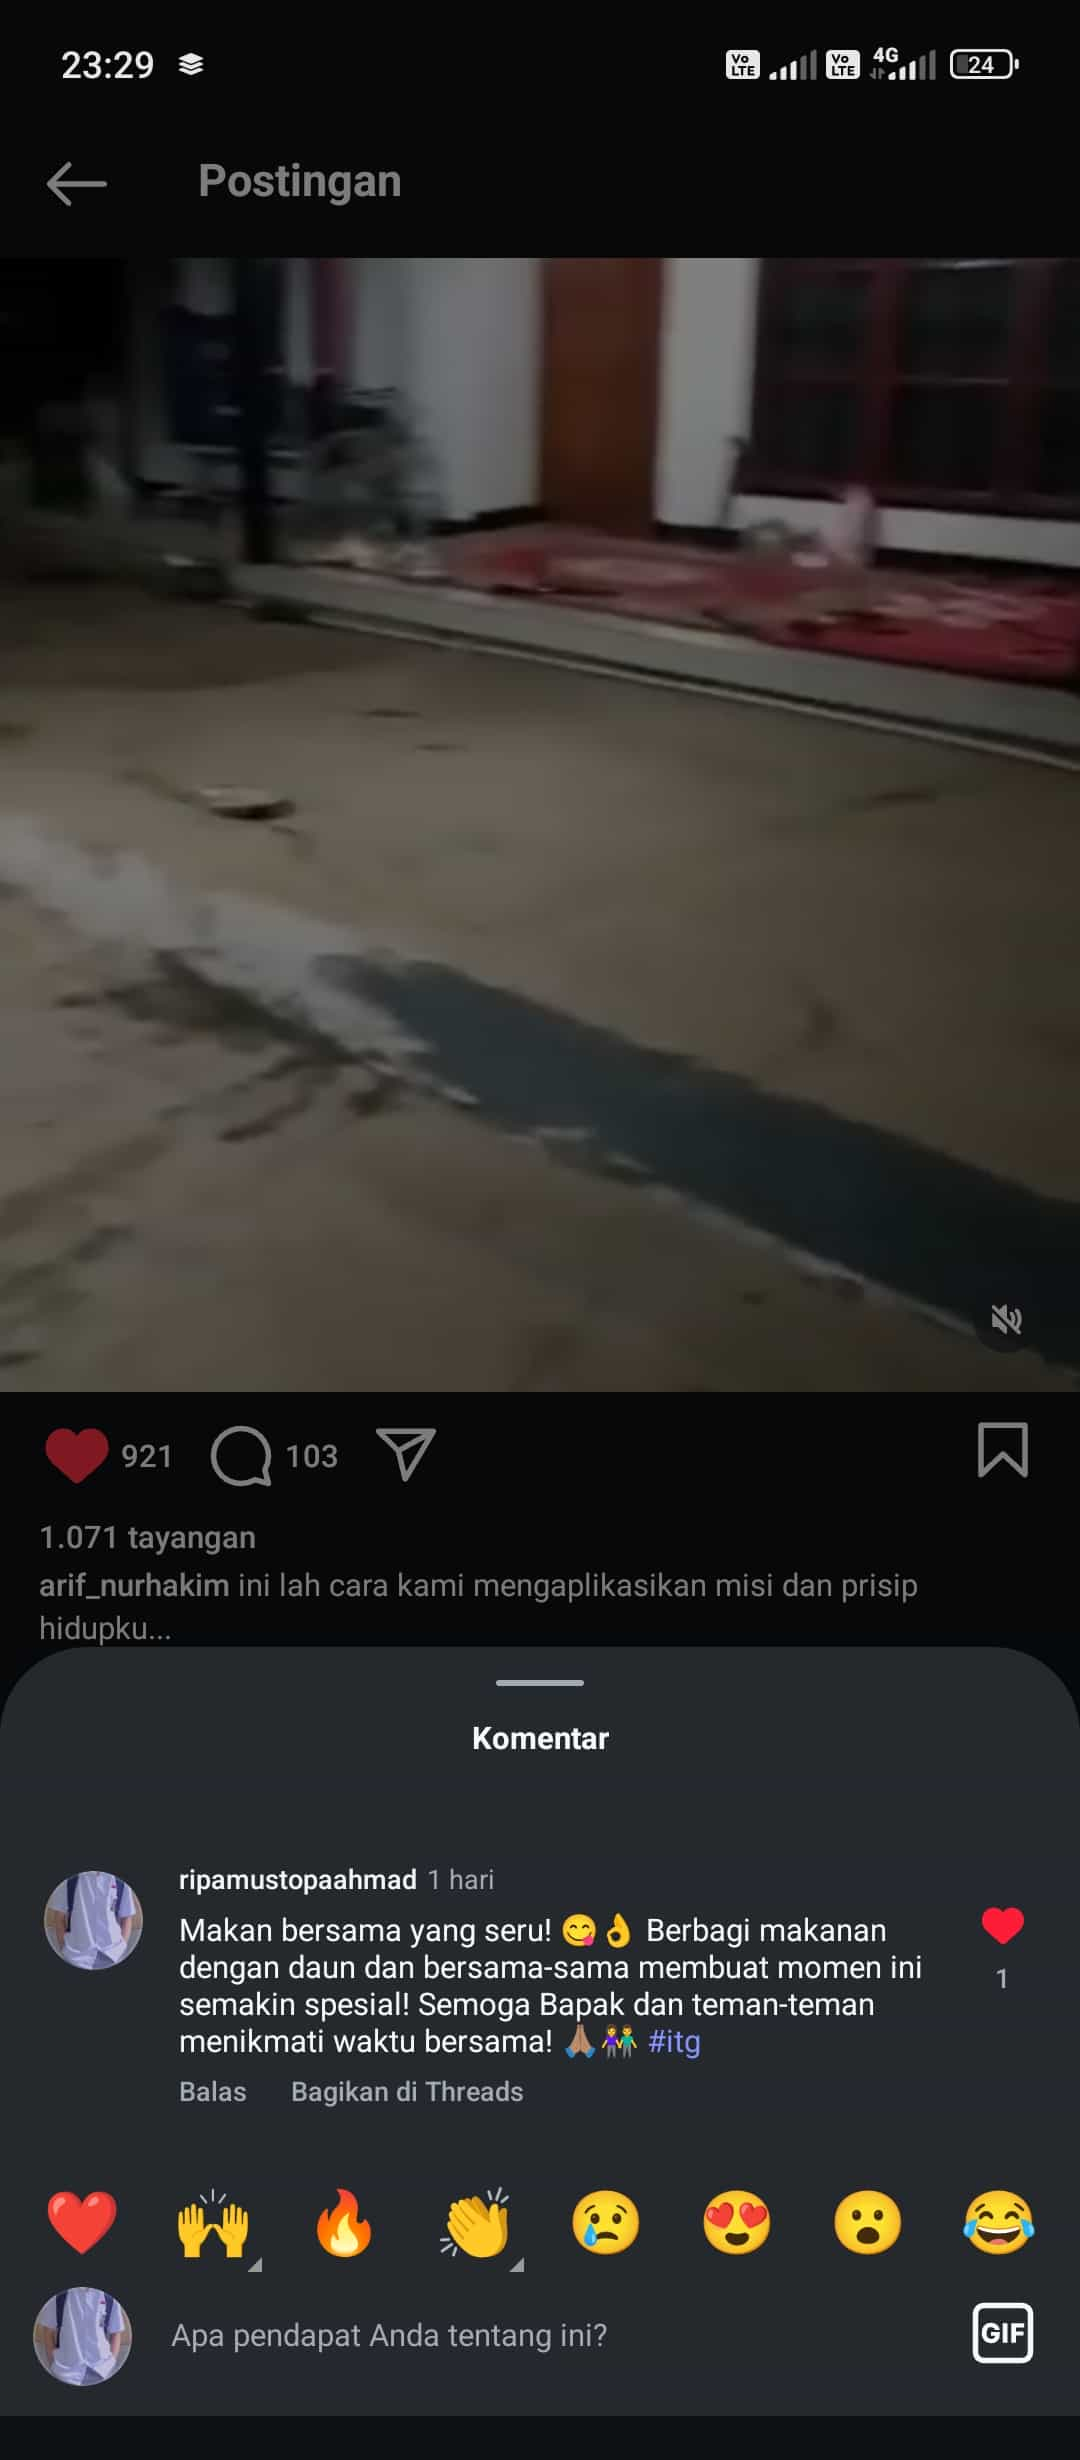 23:29 Vo LTE Vo LTE 4G 24
Postingan
921 103
1.071 tayangan
arif_nurhakim ini lah cara kami mengaplikasikan misi dan prisip
hidupku...
Komentar
ripamustopaahmad 1 hari
Makan bersama yang seru! 😋👌 Berbagi makanan
dengan daun dan bersama-sama membuat momen ini
semakin spesial! Semoga Bapak dan teman-teman
menikmati waktu bersama! 🙏🏽👫 #itg
1
Balas Bagikan di Threads
Apa pendapat Anda tentang ini? GIF